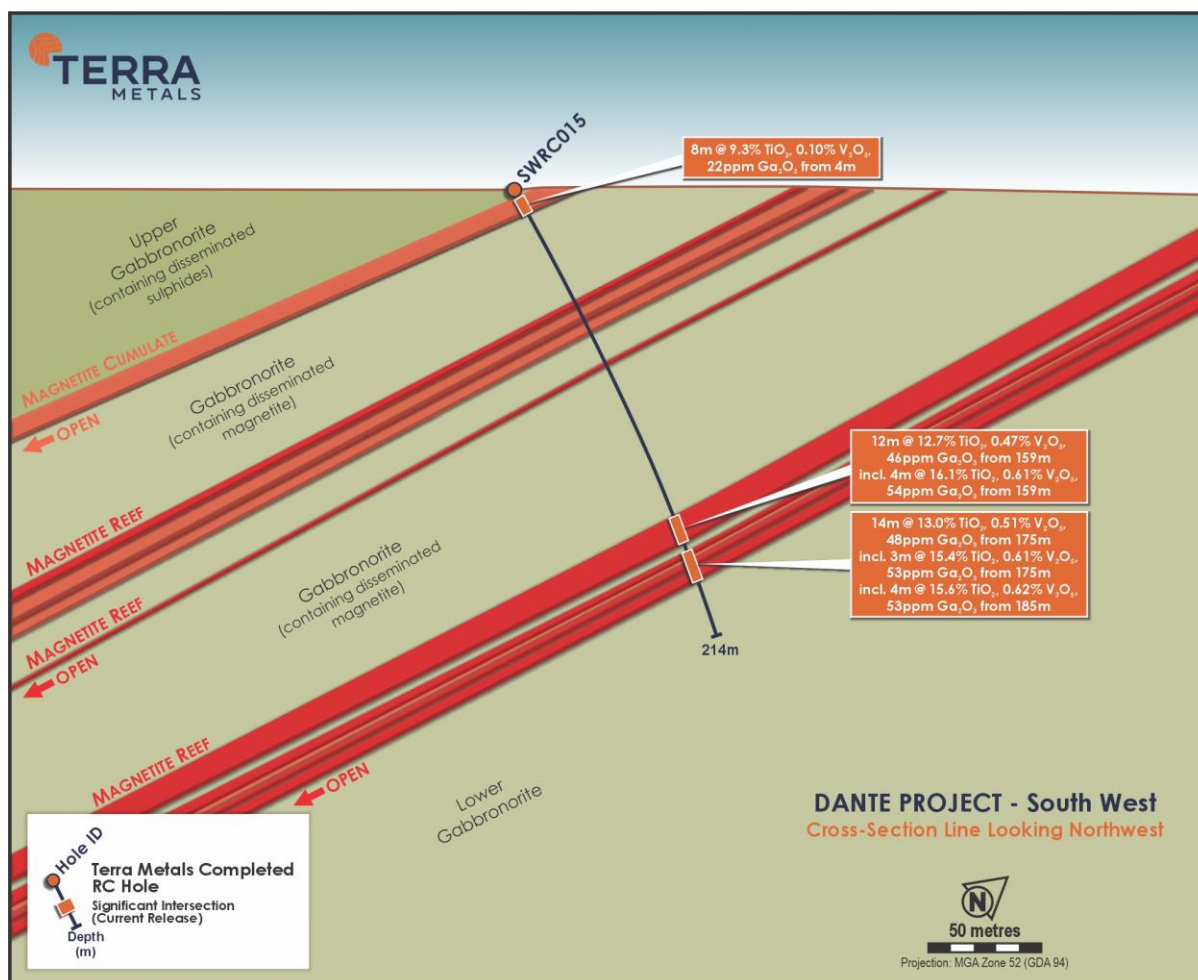 TERRA
METALS
SWRC015
8m @ 9.3% TiO₂, 0.10% V₂O₅,
22ppm Ga₂O₃ from 4m
Upper
Gabbronorite
(containing disseminated
sulphides)
MAGNETITE CUMULATE
OPEN
Gabbronorite
(containing disseminated
magnetite)
MAGNETITE REEF
12m @ 12.7% TiO₂, 0.47% V₂O₅,
46ppm Ga₂O₃ from 159m
incl. 4m @ 16.1% TiO₂, 0.61% V₂O₅,
54ppm Ga₂O₃ from 159m
14m @ 13.0% TiO₂, 0.51% V₂O₅,
48ppm Ga₂O₃ from 175m
incl. 3m @ 15.4% TiO₂, 0.61% V₂O₅,
53ppm Ga₂O₃ from 175m
incl. 4m @ 15.6% TiO₂, 0.62% V₂O₅,
53ppm Ga₂O₃ from 185m
Gabbronorite
(containing disseminated
magnetite)
MAGNETITE REEF
OPEN
214m
MAGNETITE REEF
OPEN
Lower
Gabbronorite
DANTE PROJECT - South West
Cross-Section Line Looking Northwest
Hole ID
Terra Metals Completed
RC Hole
Significant Intersection
(Current Release)
Depth
(m)
N
50 metres
Projection: MGA Zone 52 (GDA 94)